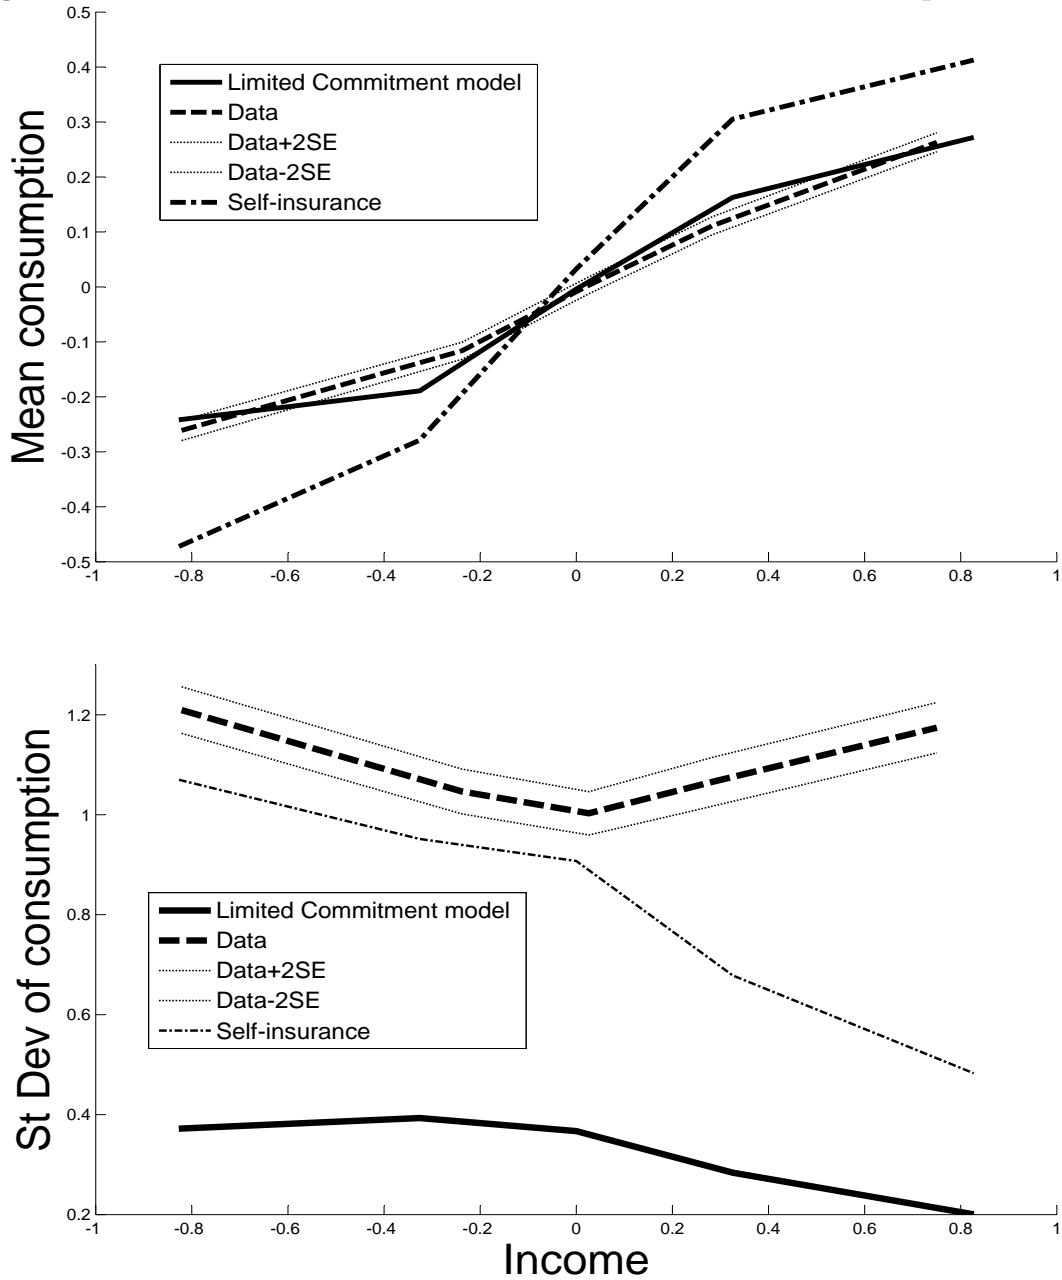 0.5
0.4
0.3
0.2
0.1
0
-0.1
-0.2
-0.3
-0.4
-0.5
Mean consumption
Limited Commitment model
Data
Data+2SE
Data-2SE
Self-insurance
-1 -0.8 -0.6 -0.4 -0.2 0 0.2 0.4 0.6 0.8 1
1.2
1
0.8
0.6
0.4
0.2
St Dev of consumption
Limited Commitment model
Data
Data+2SE
Data-2SE
Self-insurance
-1 -0.8 -0.6 -0.4 -0.2 0 0.2 0.4 0.6 0.8 1
Income